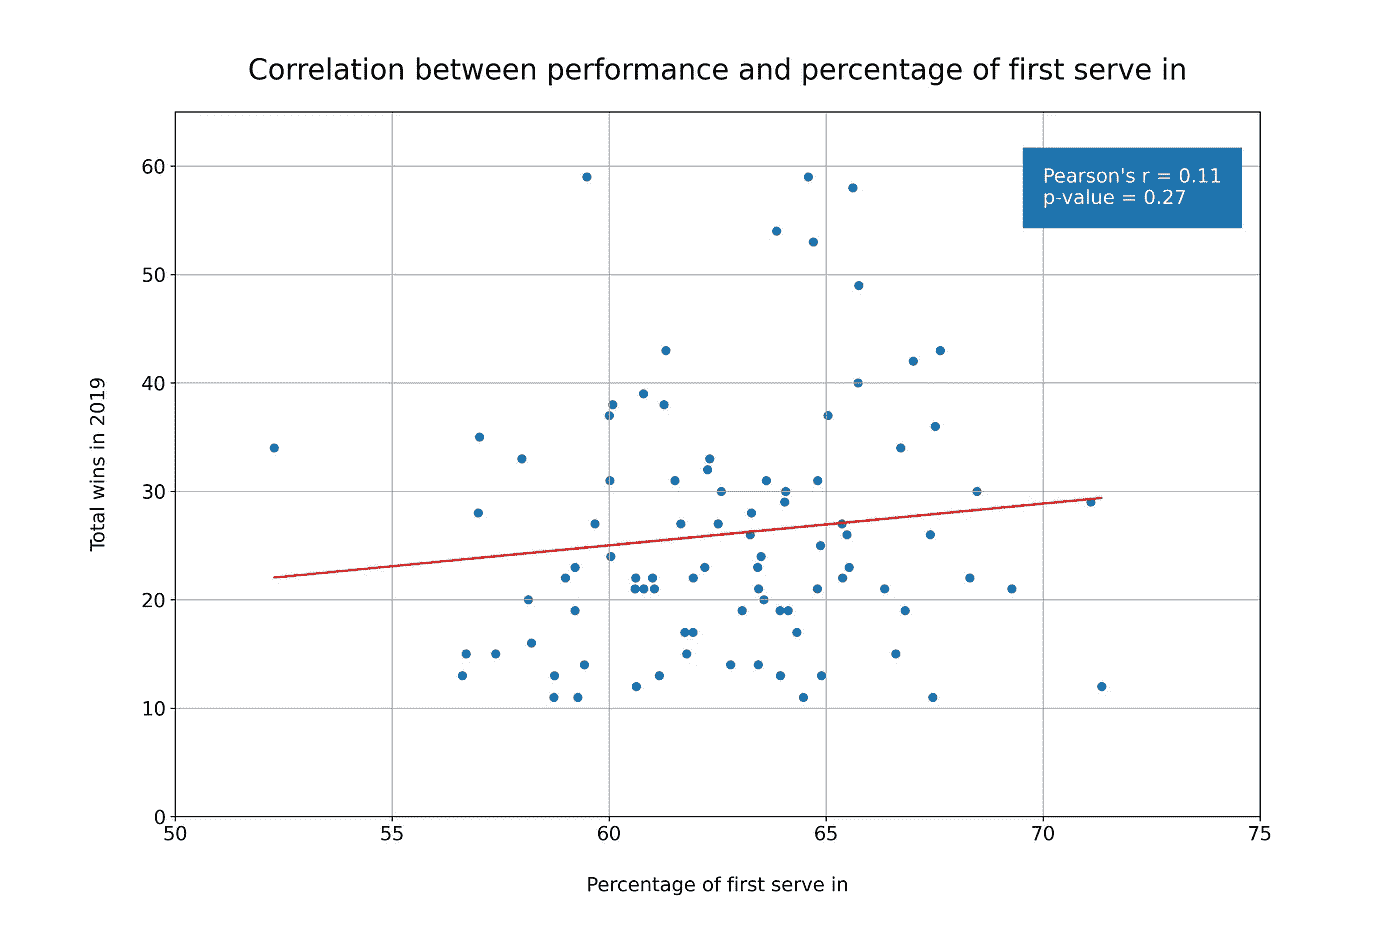 Correlation between performance and percentage of first serve in
Pearson's r = 0.11
p-value = 0.27
Total wins in 2019
60
50
40
30
20
10
0
50 55 60 65 70 75
Percentage of first serve in